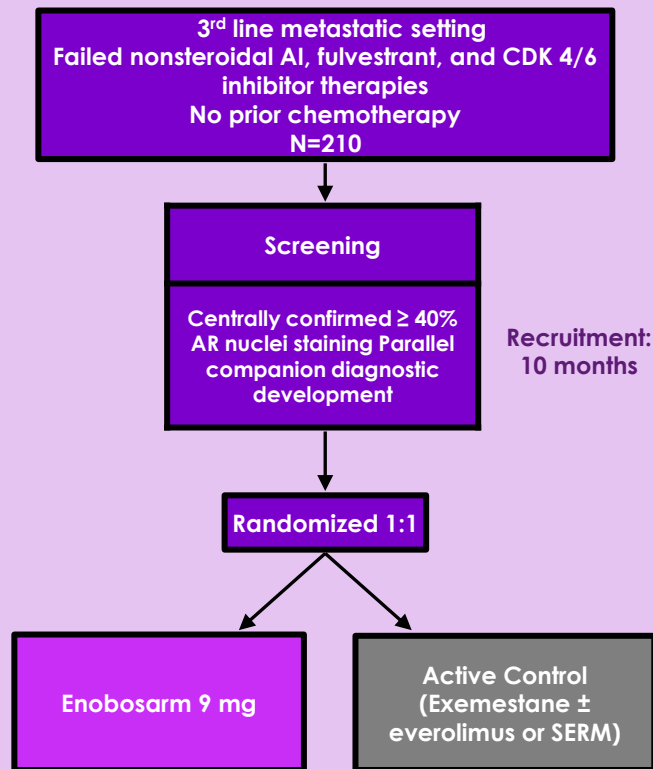 3rd line metastatic setting
Failed nonsteroidal AI, fulvestrant, and CDK 4/6
inhibitor therapies
No prior chemotherapy
N=210
Screening
Centrally confirmed ≥ 40%
AR nuclei staining Parallel
companion diagnostic
development
Recruitment:
10 months
Randomized 1:1
Enobosarm 9 mg
Active Control
(Exemestane ±
everolimus or SERM)